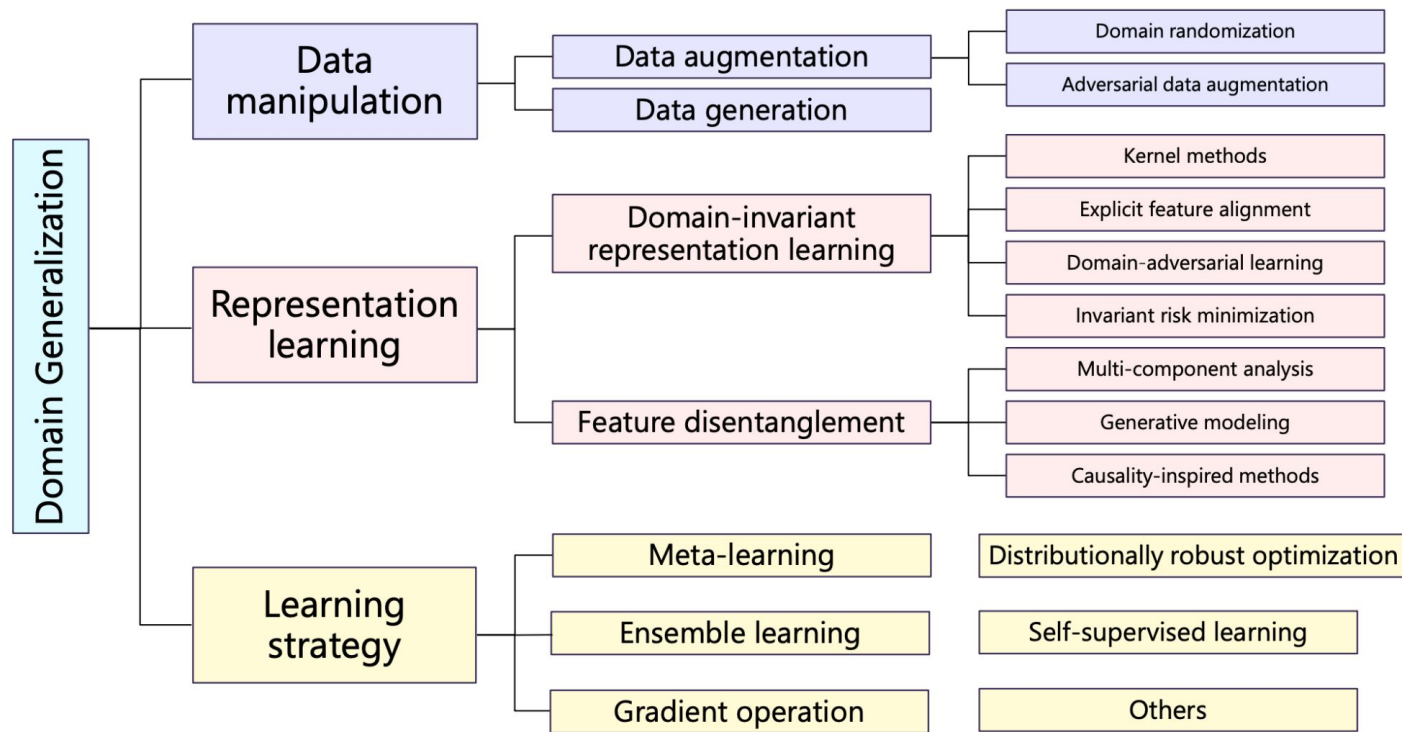 Domain Generalization
Data
manipulation
Data augmentation
Data generation
Domain randomization
Adversarial data augmentation
Representation
learning
Domain-invariant
representation learning
Kernel methods
Explicit feature alignment
Domain-adversarial learning
Invariant risk minimization
Feature disentanglement
Multi-component analysis
Generative modeling
Causality-inspired methods
Learning
strategy
Meta-learning
Distributionally robust optimization
Ensemble learning
Self-supervised learning
Gradient operation
Others